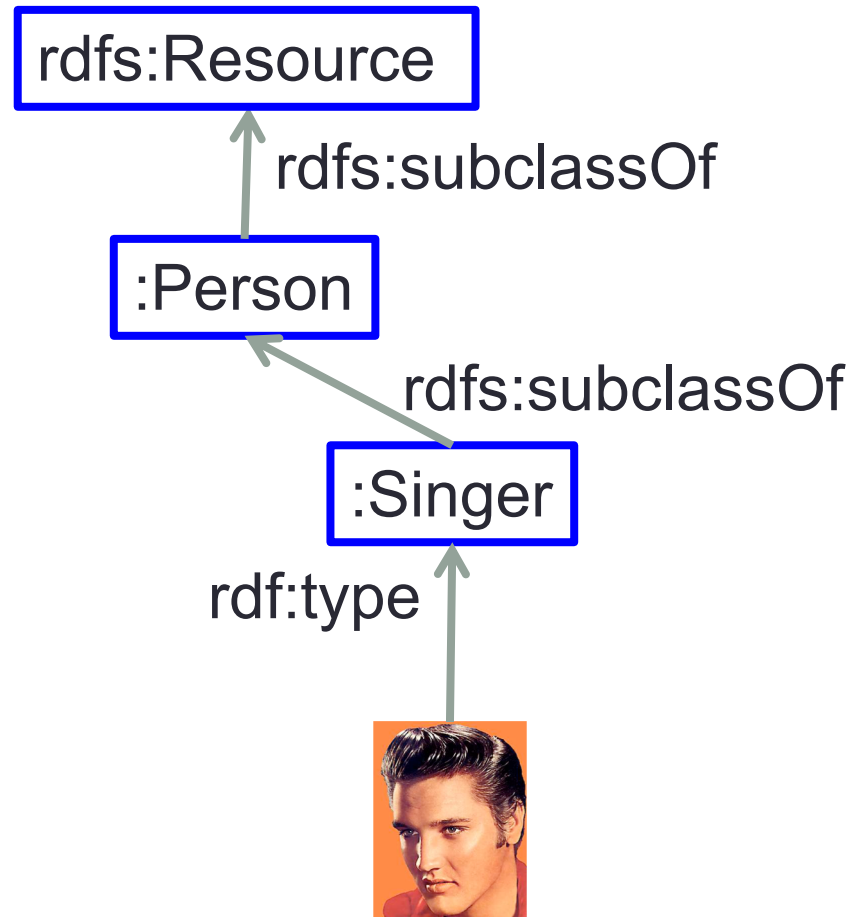 rdfs:Resource
rdfs:subclassOf
:Person
rdfs:subclassOf
:Singer
rdf:type